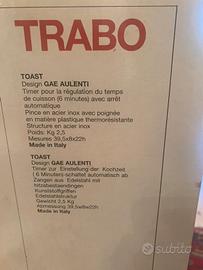 TRABO
TOAST
Design GAE AULENTI
Timer pour la régulation du temps
de cuisson (6 minutes) avec arrêt
automatique
Pince en acier inox avec poignée
en matière plastique thermorésistante
Structure en acier inox
Poids: Kg 2,5
Mesures 39,5x8x22h
Made in Italy
TOAST
Design GAE AULENTI
Timer zur Einstellung der Kochzeit
( 6 Minuten)-schaltet automatisch ab
Zangen aus Edelstahl mit
hitzebestaendingen
Kunststoffgriffen
Edelstahlstruktur
Gewicht 2,5 Kg
Abmessung 39,5x8x22h
Made in Italy
subito